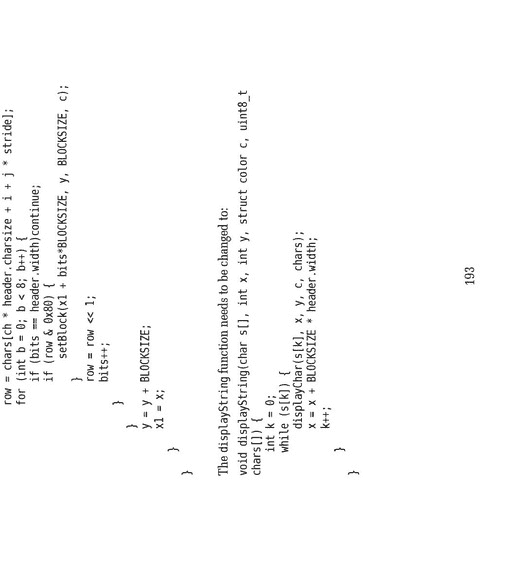 row = chars[ch * header.charsize + i + j * stride];
for (int b = 0; b < 8; b++) {
if (bits == header.width)continue;
if (row & 0x80) {
setBlock(x1 + bits*BLOCKSIZE, y, BLOCKSIZE, c);
}
row = row << 1;
bits++;
}
}
y = y + BLOCKSIZE;
x1 = x;
}
}
The displayString function needs to be changed to:
void displayString(char s[], int x, int y, struct color c, uint8_t
chars[]) {
int k = 0;
while (s[k]) {
displayChar(s[k], x, y, c, chars);
x = x + BLOCKSIZE * header.width;
k++;
}
}
193